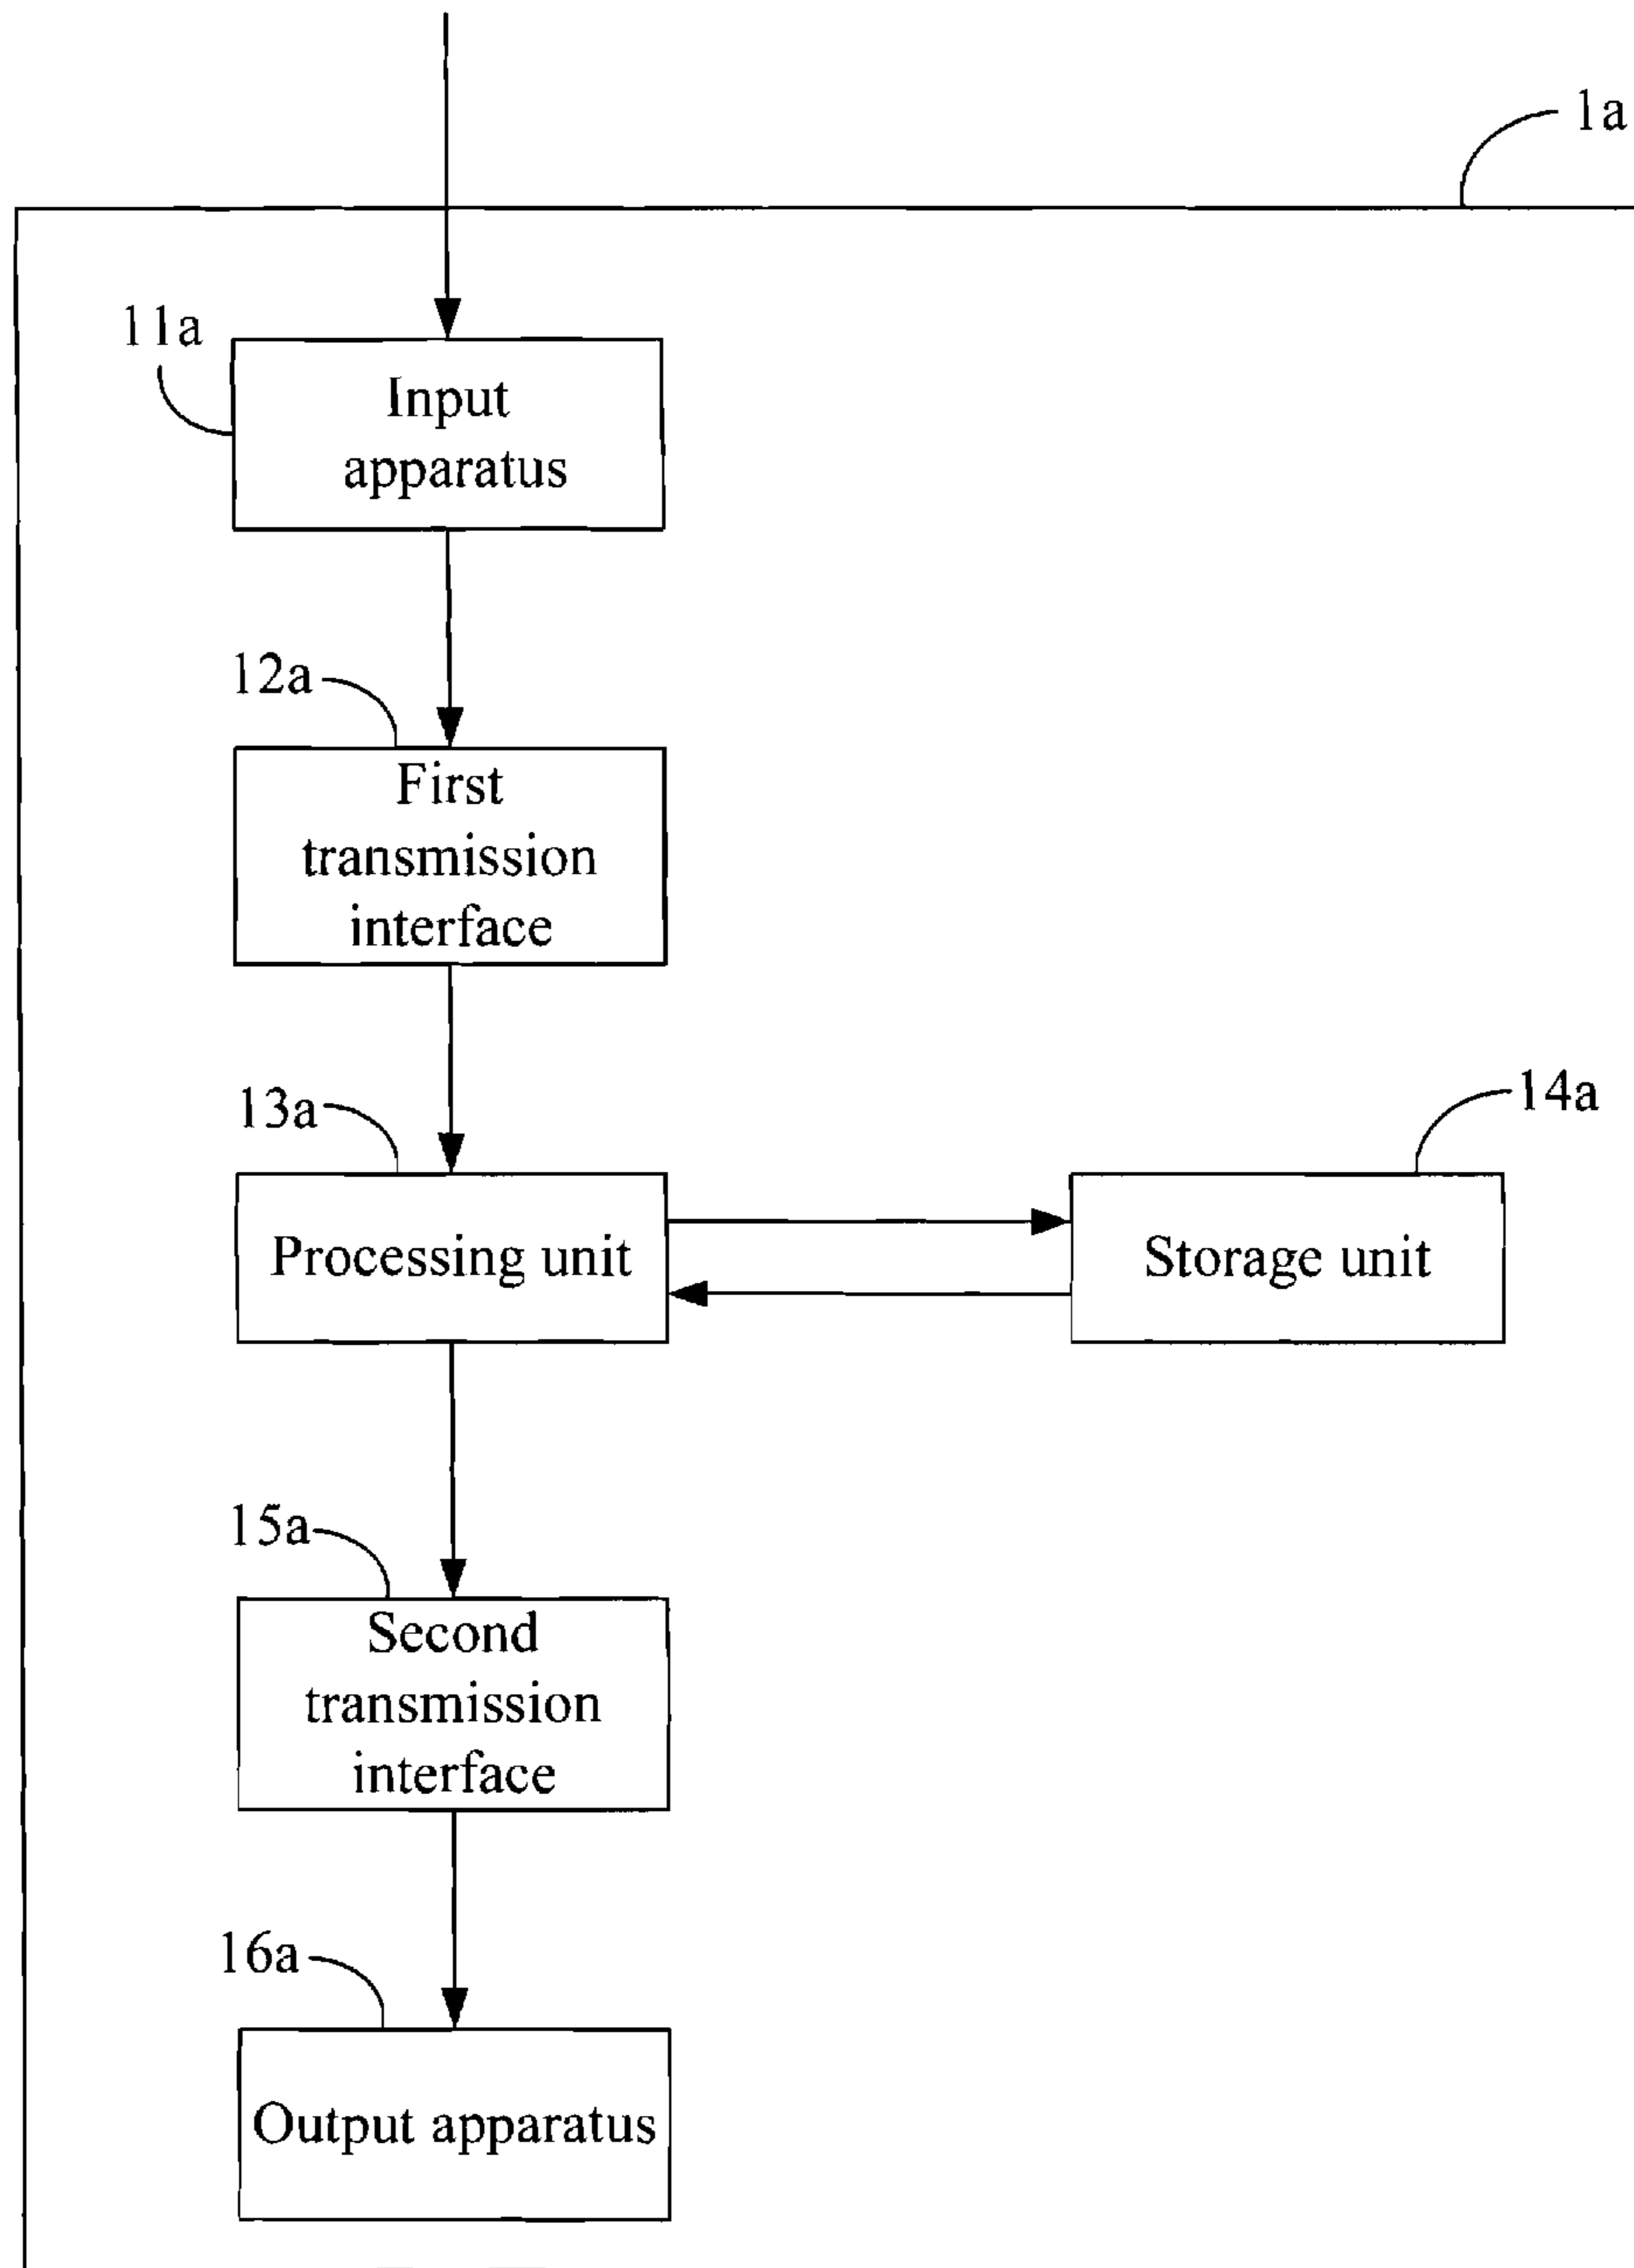 1a
11a
Input
apparatus
12a
First
transmission
interface
13a
14a
Processing unit
Storage unit
15a
Second
transmission
interface
16a
Output apparatus